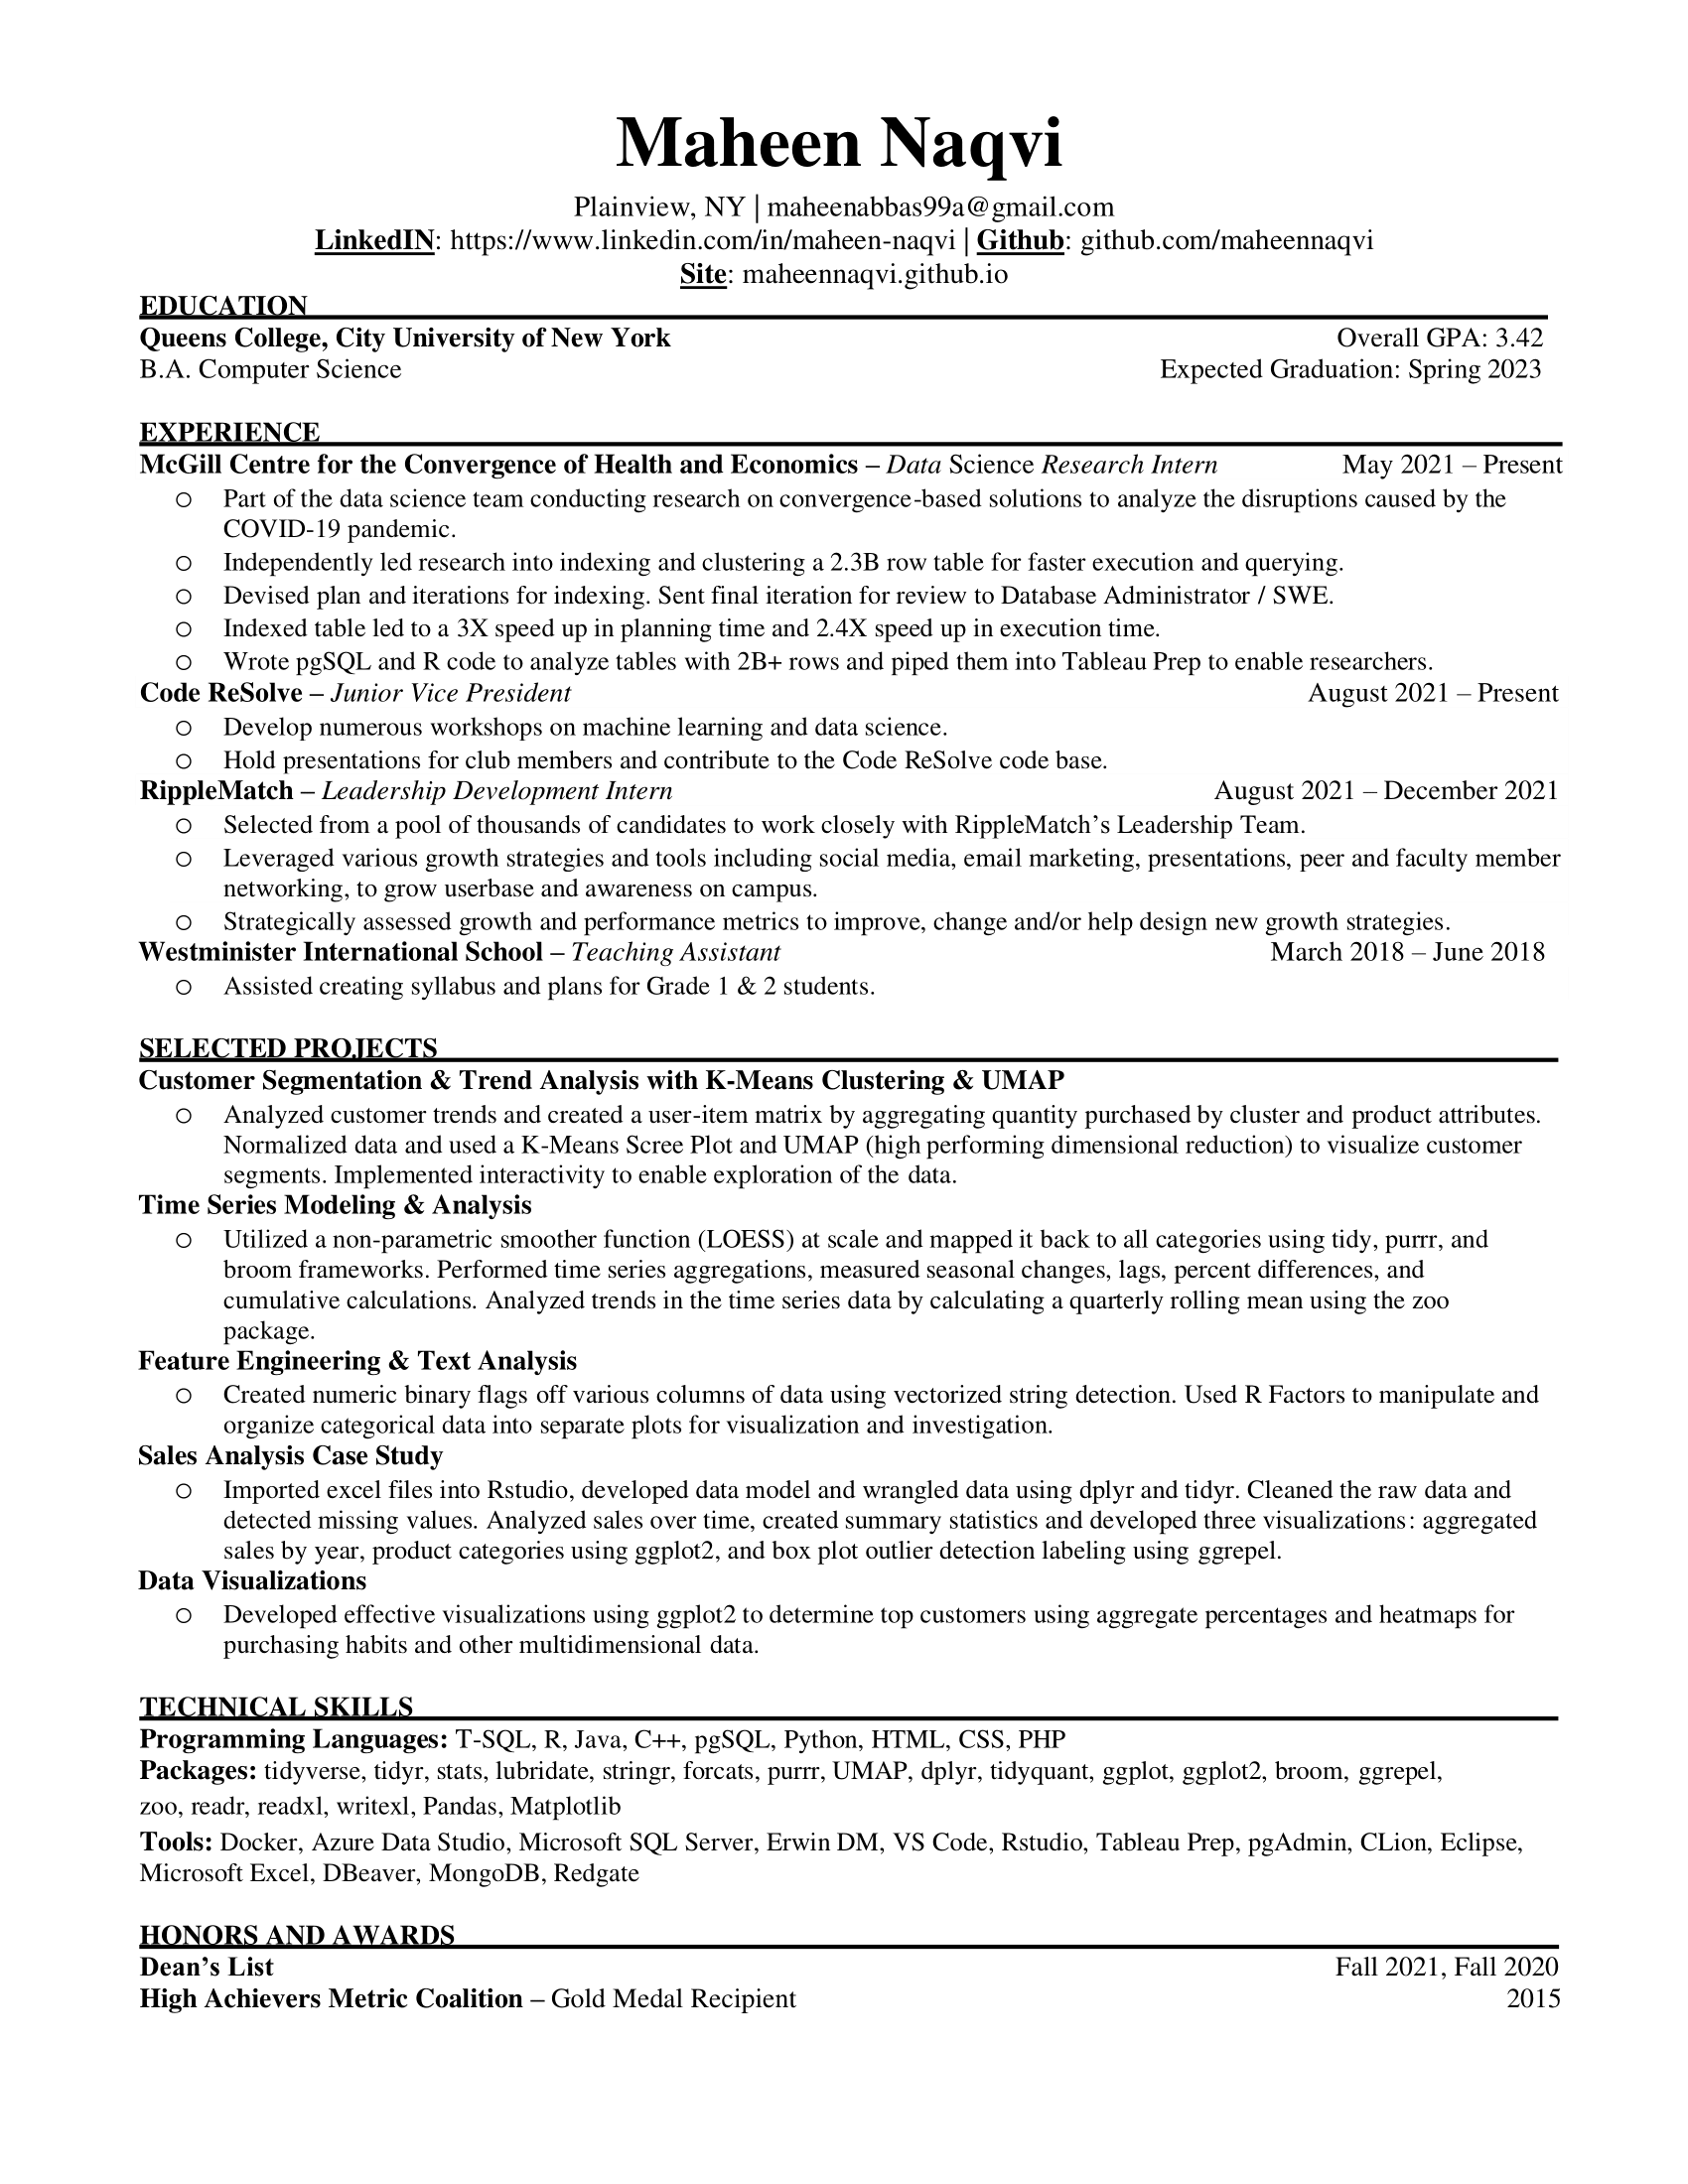 Maheen Naqvi
Plainview, NY | maheenabbas99a@gmail.com
LinkedIN: https://www.linkedin.com/in/maheen-naqvi | Github: github.com/maheennaqvi
Site: maheennaqvi.github.io
EDUCATION
Queens College, City University of New York Overall GPA: 3.42
B.A. Computer Science Expected Graduation: Spring 2023
EXPERIENCE
McGill Centre for the Convergence of Health and Economics – Data Science Research Intern May 2021 – Present
o Part of the data science team conducting research on convergence-based solutions to analyze the disruptions caused by the
COVID-19 pandemic.
o Independently led research into indexing and clustering a 2.3B row table for faster execution and querying.
o Devised plan and iterations for indexing. Sent final iteration for review to Database Administrator / SWE.
o Indexed table led to a 3X speed up in planning time and 2.4X speed up in execution time.
o Wrote pgSQL and R code to analyze tables with 2B+ rows and piped them into Tableau Prep to enable researchers.
Code ReSolve – Junior Vice President August 2021 – Present
o Develop numerous workshops on machine learning and data science.
o Hold presentations for club members and contribute to the Code ReSolve code base.
RippleMatch – Leadership Development Intern August 2021 – December 2021
o Selected from a pool of thousands of candidates to work closely with RippleMatch’s Leadership Team.
o Leveraged various growth strategies and tools including social media, email marketing, presentations, peer and faculty member
networking, to grow userbase and awareness on campus.
o Strategically assessed growth and performance metrics to improve, change and/or help design new growth strategies.
Westminister International School – Teaching Assistant March 2018 – June 2018
o Assisted creating syllabus and plans for Grade 1 & 2 students.
SELECTED PROJECTS
Customer Segmentation & Trend Analysis with K-Means Clustering & UMAP
o Analyzed customer trends and created a user-item matrix by aggregating quantity purchased by cluster and product attributes.
Normalized data and used a K-Means Scree Plot and UMAP (high performing dimensional reduction) to visualize customer
segments. Implemented interactivity to enable exploration of the data.
Time Series Modeling & Analysis
o Utilized a non-parametric smoother function (LOESS) at scale and mapped it back to all categories using tidy, purrr, and
broom frameworks. Performed time series aggregations, measured seasonal changes, lags, percent differences, and
cumulative calculations. Analyzed trends in the time series data by calculating a quarterly rolling mean using the zoo
package.
Feature Engineering & Text Analysis
o Created numeric binary flags off various columns of data using vectorized string detection. Used R Factors to manipulate and
organize categorical data into separate plots for visualization and investigation.
Sales Analysis Case Study
o Imported excel files into Rstudio, developed data model and wrangled data using dplyr and tidyr. Cleaned the raw data and
detected missing values. Analyzed sales over time, created summary statistics and developed three visualizations: aggregated
sales by year, product categories using ggplot2, and box plot outlier detection labeling using ggrepel.
Data Visualizations
o Developed effective visualizations using ggplot2 to determine top customers using aggregate percentages and heatmaps for
purchasing habits and other multidimensional data.
TECHNICAL SKILLS
Programming Languages: T-SQL, R, Java, C++, pgSQL, Python, HTML, CSS, PHP
Packages: tidyverse, tidyr, stats, lubridate, stringr, forcats, purrr, UMAP, dplyr, tidyquant, ggplot, ggplot2, broom, ggrepel,
zoo, readr, readxl, writexl, Pandas, Matplotlib
Tools: Docker, Azure Data Studio, Microsoft SQL Server, Erwin DM, VS Code, Rstudio, Tableau Prep, pgAdmin, CLion, Eclipse,
Microsoft Excel, DBeaver, MongoDB, Redgate
HONORS AND AWARDS
Dean’s List Fall 2021, Fall 2020
High Achievers Metric Coalition – Gold Medal Recipient 2015